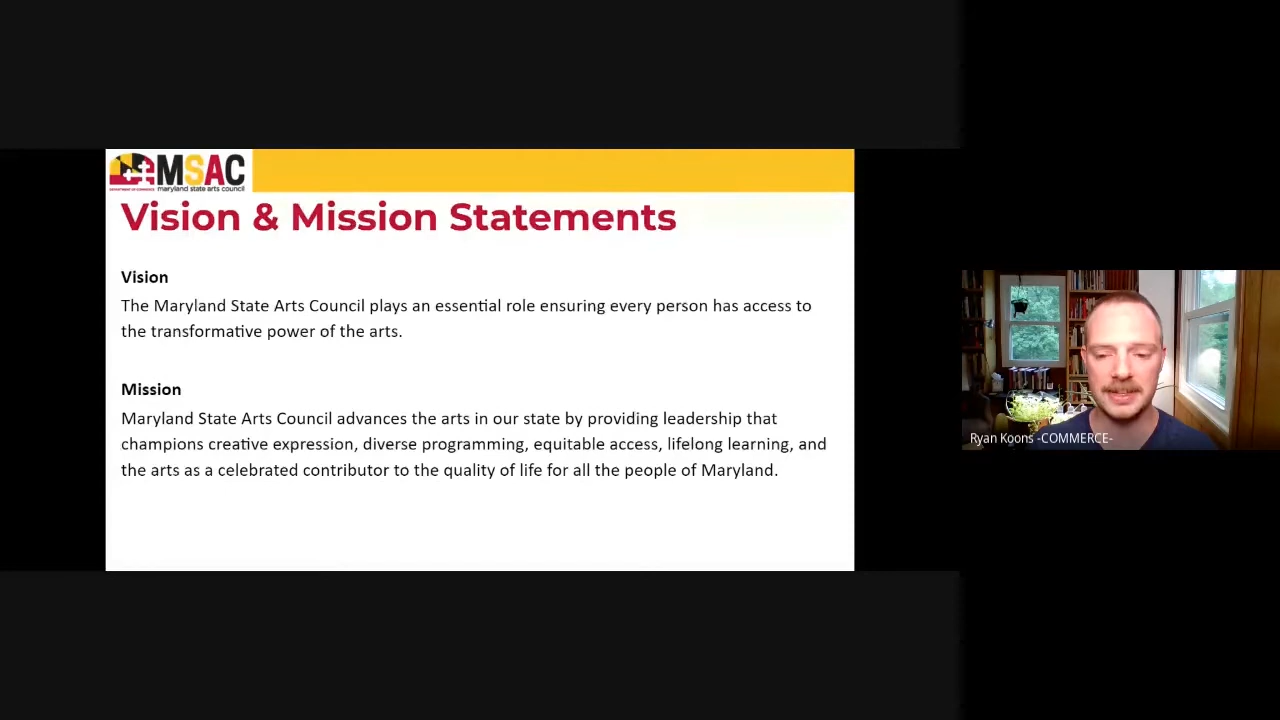 MSAC
DEPARTMENT OF COMMERCE
maryland state arts council
Vision & Mission Statements
Vision
The Maryland State Arts Council plays an essential role ensuring every person has access to
the transformative power of the arts.
Mission
Maryland State Arts Council advances the arts in our state by providing leadership that
champions creative expression, diverse programming, equitable access, lifelong learning, and
the arts as a celebrated contributor to the quality of life for all the people of Maryland.
Ryan Koons -COMMERCE-